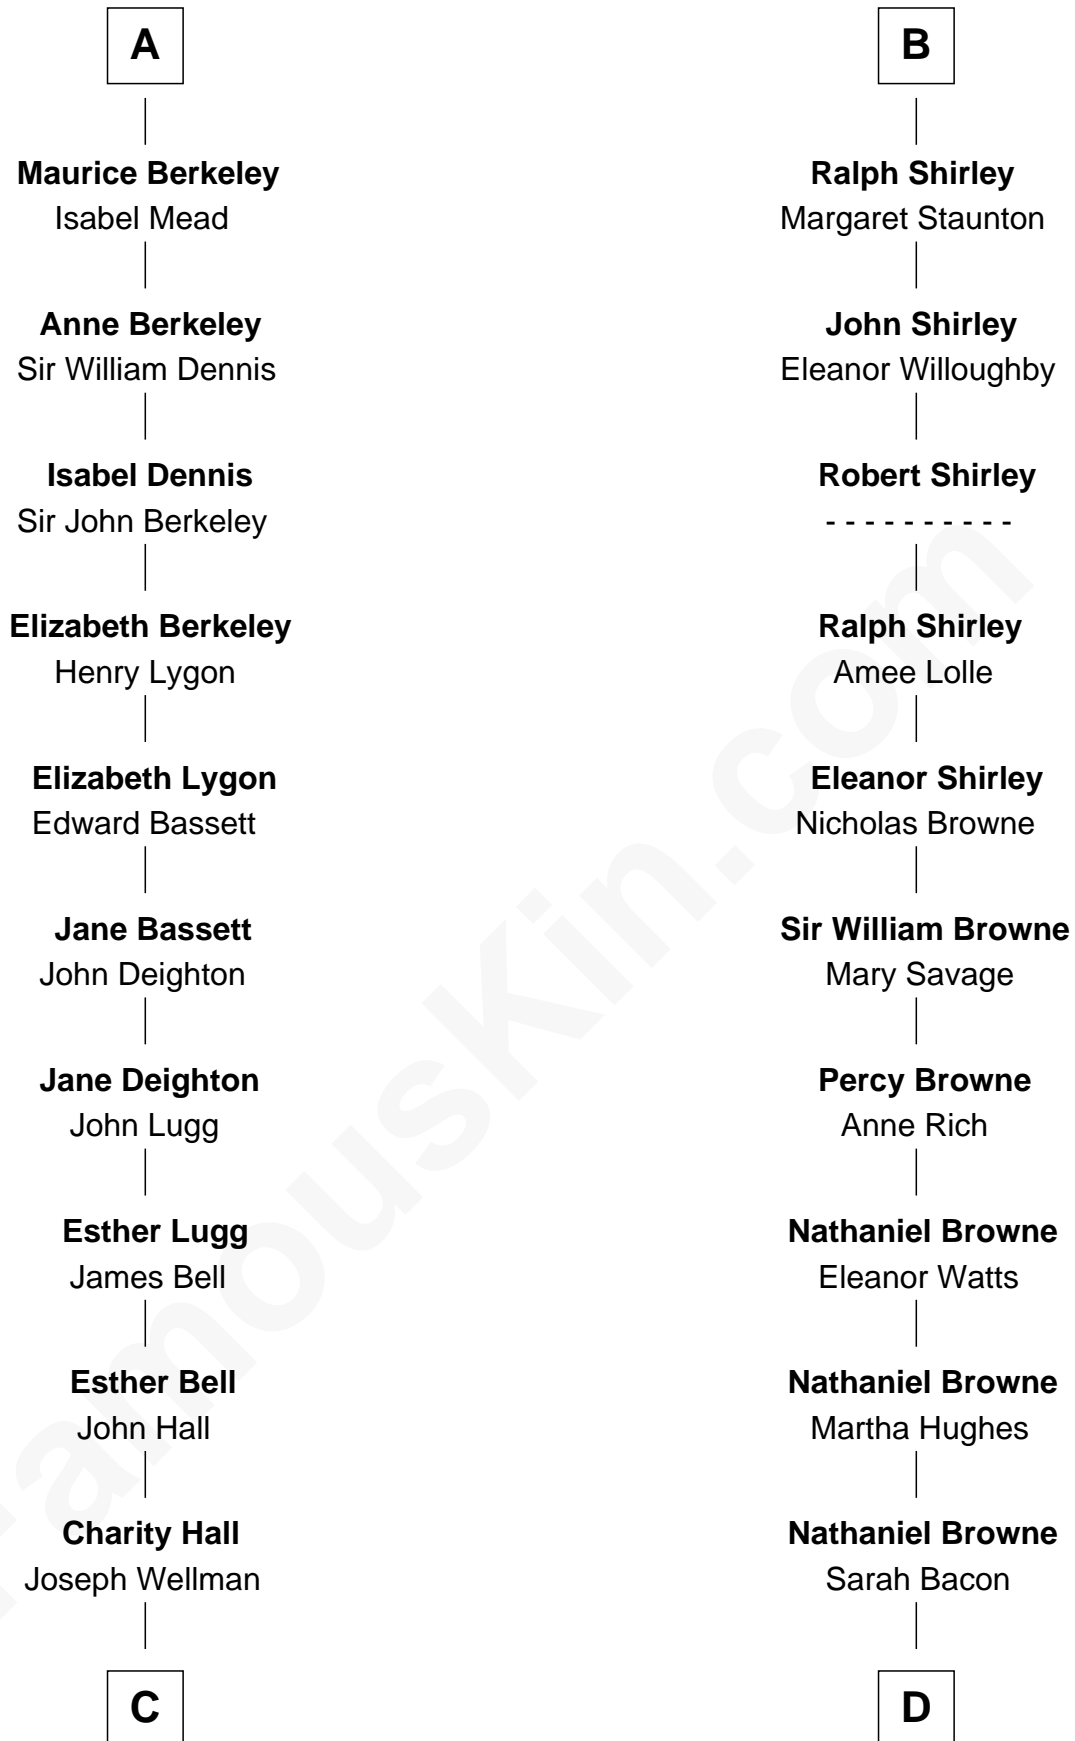 A
Maurice Berkeley
Isabel Mead
Anne Berkeley
Sir William Dennis
Isabel Dennis
Sir John Berkeley
Elizabeth Berkeley
Henry Lygon
Elizabeth Lygon
Edward Bassett
Jane Bassett
John Deighton
Jane Deighton
John Lugg
Esther Lugg
James Bell
Esther Bell
John Hall
Charity Hall
Joseph Wellman
C
B
Ralph Shirley
Margaret Staunton
John Shirley
Eleanor Willoughby
Robert Shirley
- - - - - - - - - -
Ralph Shirley
Amee Lolle
Eleanor Shirley
Nicholas Browne
Sir William Browne
Mary Savage
Percy Browne
Anne Rich
Nathaniel Browne
Eleanor Watts
Nathaniel Browne
Martha Hughes
Nathaniel Browne
Sarah Bacon
D
FamousKin.com